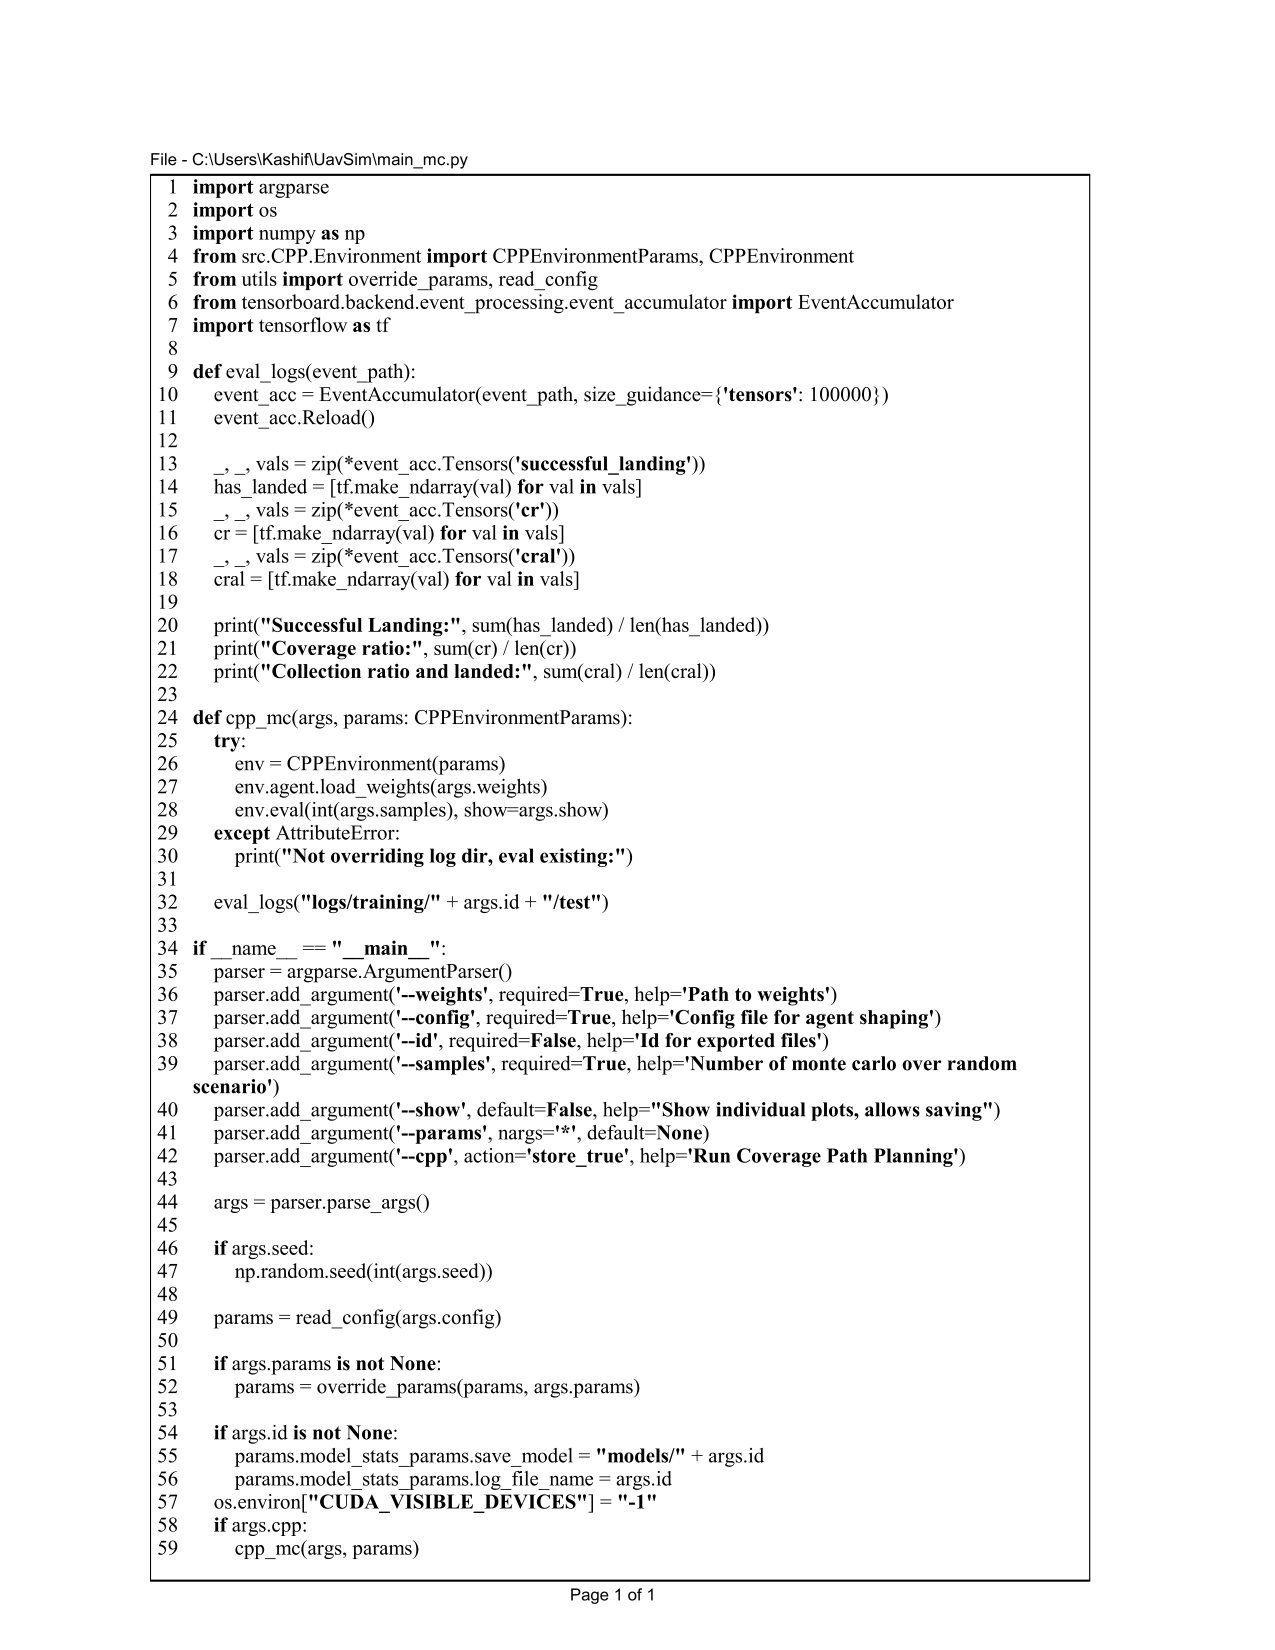 File - C:\Users\Kashif\UavSim\main_mc.py
1 import argparse
2 import os
3 import numpy as np
4 from src.CPP.Environment import CPPEnvironmentParams, CPPEnvironment
5 from utils import override_params, read_config
6 from tensorboard.backend.event_processing.event_accumulator import EventAccumulator
7 import tensorflow as tf
8
9 def eval_logs(event_path):
10     event_acc = EventAccumulator(event_path, size_guidance={'tensors': 100000})
11     event_acc.Reload()
12
13     _, _, vals = zip(*event_acc.Tensors('successful_landing'))
14     has_landed = [tf.make_ndarray(val) for val in vals]
15     _, _, vals = zip(*event_acc.Tensors('cr'))
16     cr = [tf.make_ndarray(val) for val in vals]
17     _, _, vals = zip(*event_acc.Tensors('cral'))
18     cral = [tf.make_ndarray(val) for val in vals]
19
20     print("Successful Landing:", sum(has_landed) / len(has_landed))
21     print("Coverage ratio:", sum(cr) / len(cr))
22     print("Collection ratio and landed:", sum(cral) / len(cral))
23
24 def cpp_mc(args, params: CPPEnvironmentParams):
25     try:
26         env = CPPEnvironment(params)
27         env.agent.load_weights(args.weights)
28         env.eval(int(args.samples), show=args.show)
29     except AttributeError:
30         print("Not overriding log dir, eval existing:")
31
32     eval_logs("logs/training/" + args.id + "/test")
33
34 if __name__ == "__main__":
35     parser = argparse.ArgumentParser()
36     parser.add_argument('--weights', required=True, help='Path to weights')
37     parser.add_argument('--config', required=True, help='Config file for agent shaping')
38     parser.add_argument('--id', required=False, help='Id for exported files')
39     parser.add_argument('--samples', required=True, help='Number of monte carlo over random
scenario')
40     parser.add_argument('--show', default=False, help="Show individual plots, allows saving")
41     parser.add_argument('--params', nargs='*', default=None)
42     parser.add_argument('--cpp', action='store_true', help='Run Coverage Path Planning')
43
44     args = parser.parse_args()
45
46     if args.seed:
47         np.random.seed(int(args.seed))
48
49     params = read_config(args.config)
50
51     if args.params is not None:
52         params = override_params(params, args.params)
53
54     if args.id is not None:
55         params.model_stats_params.save_model = "models/" + args.id
56         params.model_stats_params.log_file_name = args.id
57     os.environ["CUDA_VISIBLE_DEVICES"] = "-1"
58     if args.cpp:
59         cpp_mc(args, params)
Page 1 of 1